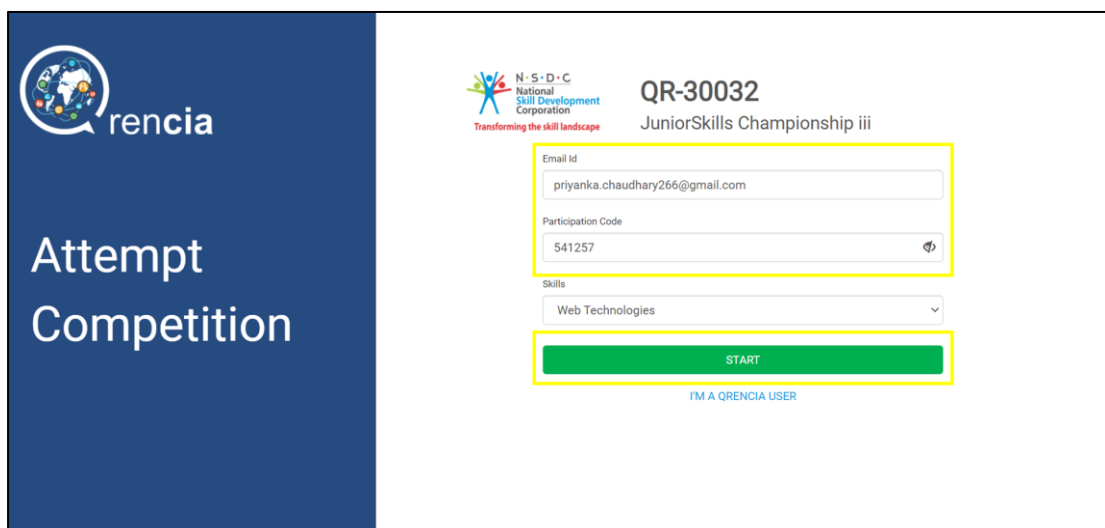 rencia
Attempt
Competition
N·S·D·C
National
Skill Development
Corporation
Transforming the skill landscape
QR-30032
JuniorSkills Championship iii
Email Id
priyanka.chaudhary266@gmail.com
Participation Code
541257
Skills
Web Technologies
START
I'M A QRENCIA USER